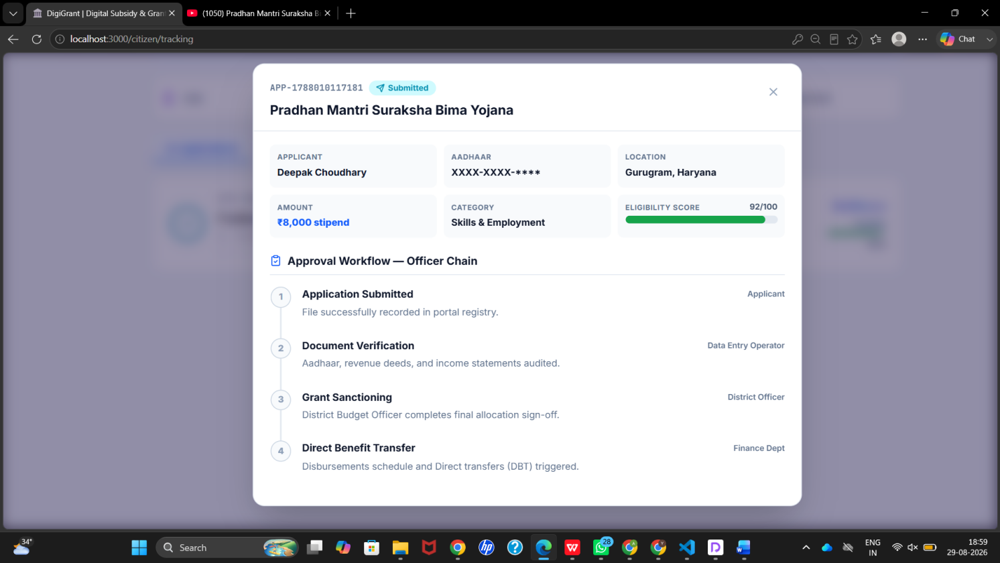 DigiGrant | Digital Subsidy & Gran
(1050) Pradhan Mantri Suraksha B
localhost:3000/citizen/tracking
Chat
APP-1788010117181 Submitted
Pradhan Mantri Suraksha Bima Yojana
APPLICANT
Deepak Choudhary
AADHAAR
XXXX-XXXX-****
LOCATION
Gurugram, Haryana
AMOUNT
₹8,000 stipend
CATEGORY
Skills & Employment
ELIGIBILITY SCORE 92/100
Approval Workflow — Officer Chain
1 Application Submitted Applicant
File successfully recorded in portal registry.
2 Document Verification Data Entry Operator
Aadhaar, revenue deeds, and income statements audited.
3 Grant Sanctioning District Officer
District Budget Officer completes final allocation sign-off.
4 Direct Benefit Transfer Finance Dept
Disbursements schedule and Direct transfers (DBT) triggered.
34°
Search
28
ENG
IN
18:59
29-08-2026